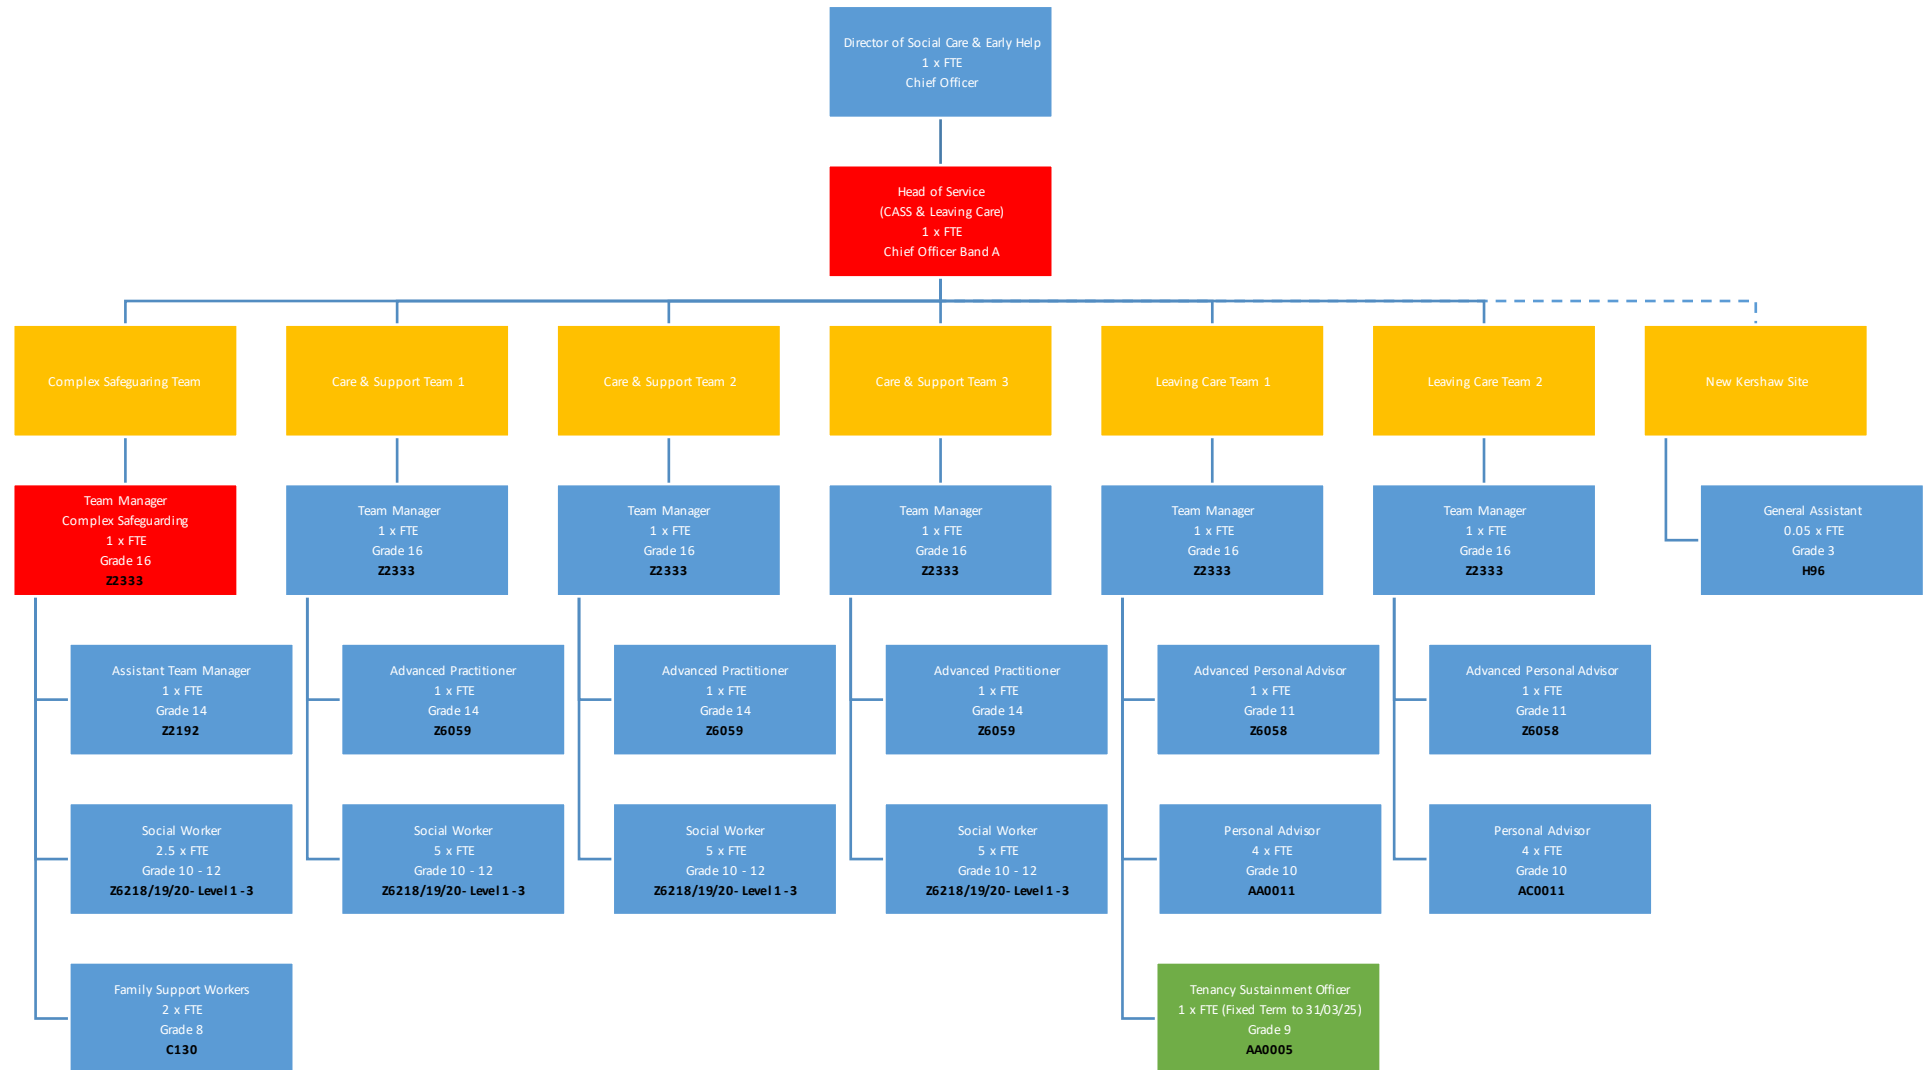 Director of Social Care & Early Help
1 x FTE
Chief Officer
Head of Service
(CASS & Leaving Care)
1 x FTE
Chief Officer Band A
Complex Safeguaring Team
Care & Support Team 1
Care & Support Team 2
Care & Support Team 3
Leaving Care Team 1
Leaving Care Team 2
New Kershaw Site
Team Manager
Complex Safeguarding
1 x FTE
Grade 16
Z2333
Team Manager
1 x FTE
Grade 16
Z2333
Team Manager
1 x FTE
Grade 16
Z2333
Team Manager
1 x FTE
Grade 16
Z2333
Team Manager
1 x FTE
Grade 16
Z2333
Team Manager
1 x FTE
Grade 16
Z2333
General Assistant
0.05 x FTE
Grade 3
H96
Assistant Team Manager
1 x FTE
Grade 14
Z2192
Advanced Practitioner
1 x FTE
Grade 14
Z6059
Advanced Practitioner
1 x FTE
Grade 14
Z6059
Advanced Practitioner
1 x FTE
Grade 14
Z6059
Advanced Personal Advisor
1 x FTE
Grade 11
Z6058
Advanced Personal Advisor
1 x FTE
Grade 11
Z6058
Social Worker
2.5 x FTE
Grade 10 - 12
Z6218/19/20- Level 1 -3
Social Worker
5 x FTE
Grade 10 - 12
Z6218/19/20- Level 1 -3
Social Worker
5 x FTE
Grade 10 - 12
Z6218/19/20- Level 1 -3
Social Worker
5 x FTE
Grade 10 - 12
Z6218/19/20- Level 1 -3
Personal Advisor
4 x FTE
Grade 10
AA0011
Personal Advisor
4 x FTE
Grade 10
AC0011
Family Support Workers
2 x FTE
Grade 8
C130
Tenancy Sustainment Officer
1 x FTE (Fixed Term to 31/03/25)
Grade 9
AA0005